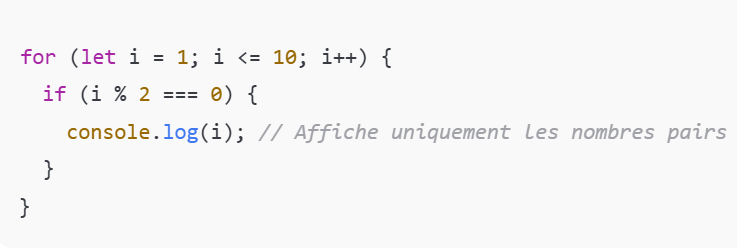 for (let i = 1; i <= 10; i++) {
  if (i % 2 === 0) {
    console.log(i); // Affiche uniquement les nombres pairs
  }
}